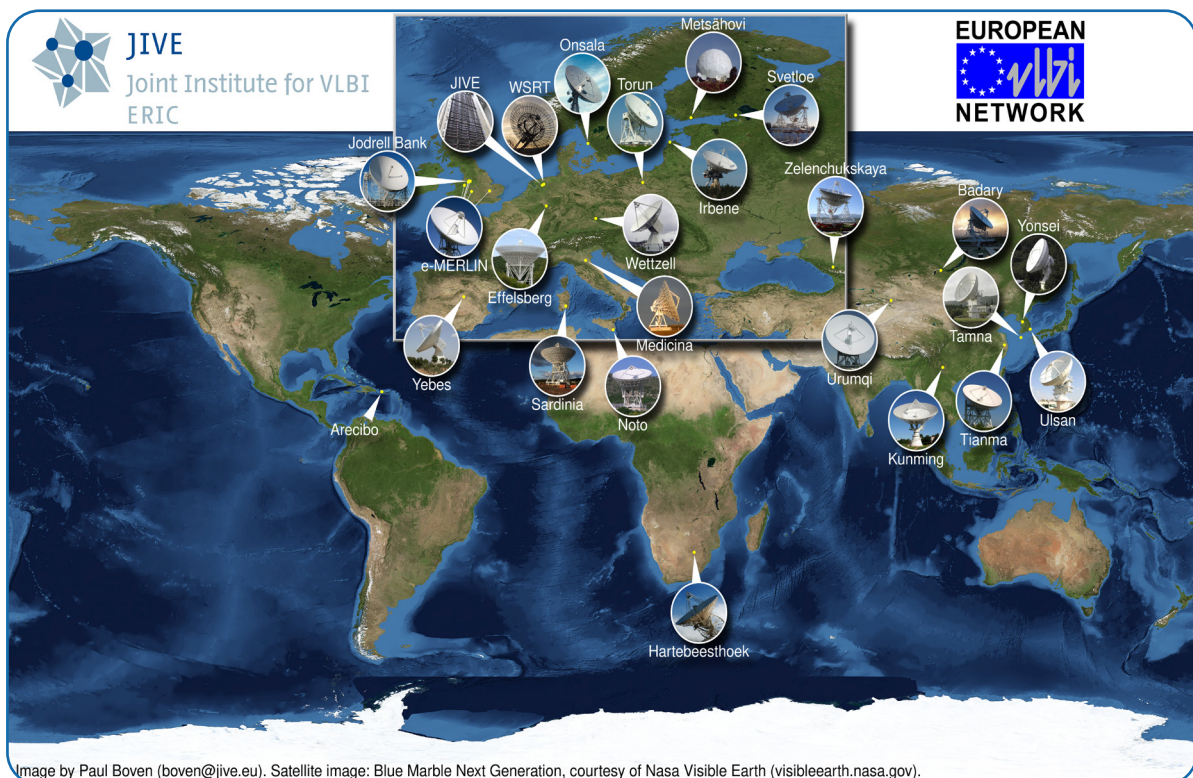 JIVE
Joint Institute for VLBI
ERIC
EUROPEAN
vlbi
NETWORK
Metsähovi
Onsala
Svetloe
JIVE
WSRT
Torun
Jodrell Bank
Zelenchukskaya
Badary
Irbene
Yonsei
e-MERLIN
Wettzell
Effelsberg
Tamna
Medicina
Urumqi
Yebes
Sardinia
Noto
Ulsan
Arecibo
Tianma
Kunming
Hartebeesthoek
Image by Paul Boven (boven@jive.eu). Satellite image: Blue Marble Next Generation, courtesy of Nasa Visible Earth (visibleearth.nasa.gov).